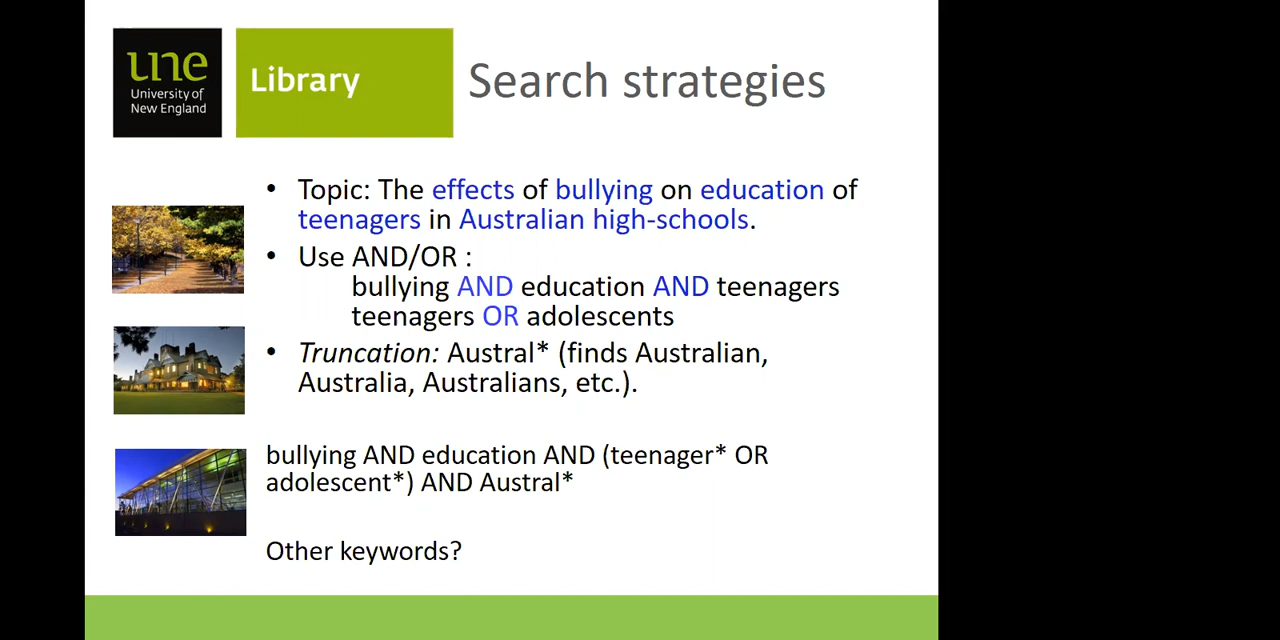 une
University of
New England
Library
Search strategies
• Topic: The effects of bullying on education of
teenagers in Australian high-schools.
• Use AND/OR :
bullying AND education AND teenagers
teenagers OR adolescents
• Truncation: Austral* (finds Australian,
Australia, Australians, etc.).
bullying AND education AND (teenager* OR
adolescent*) AND Austral*
Other keywords?